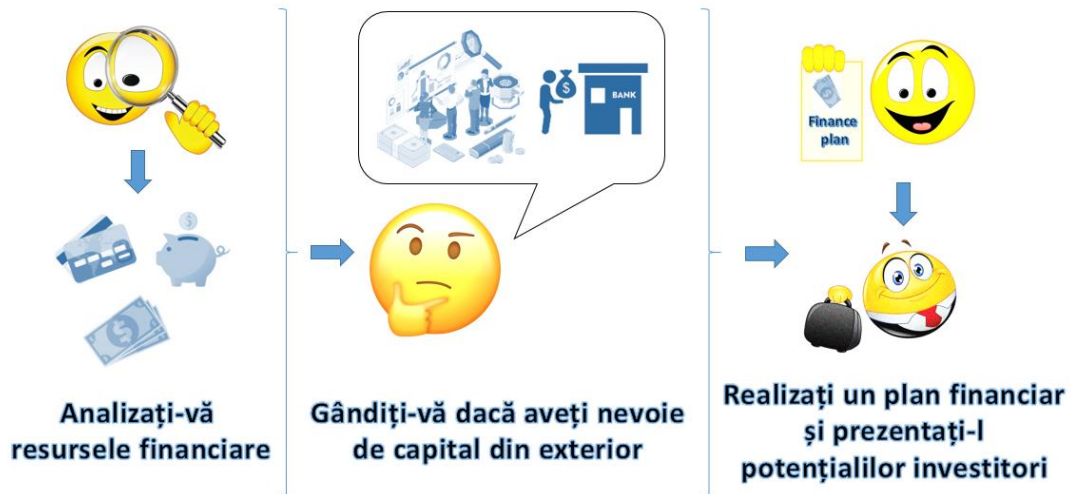 BANK
Finance
plan
Analizați-vă
resursele financiare
Gândiți-vă dacă aveți nevoie
de capital din exterior
Realizați un plan financiar
și prezentați-l
potențialilor investitori